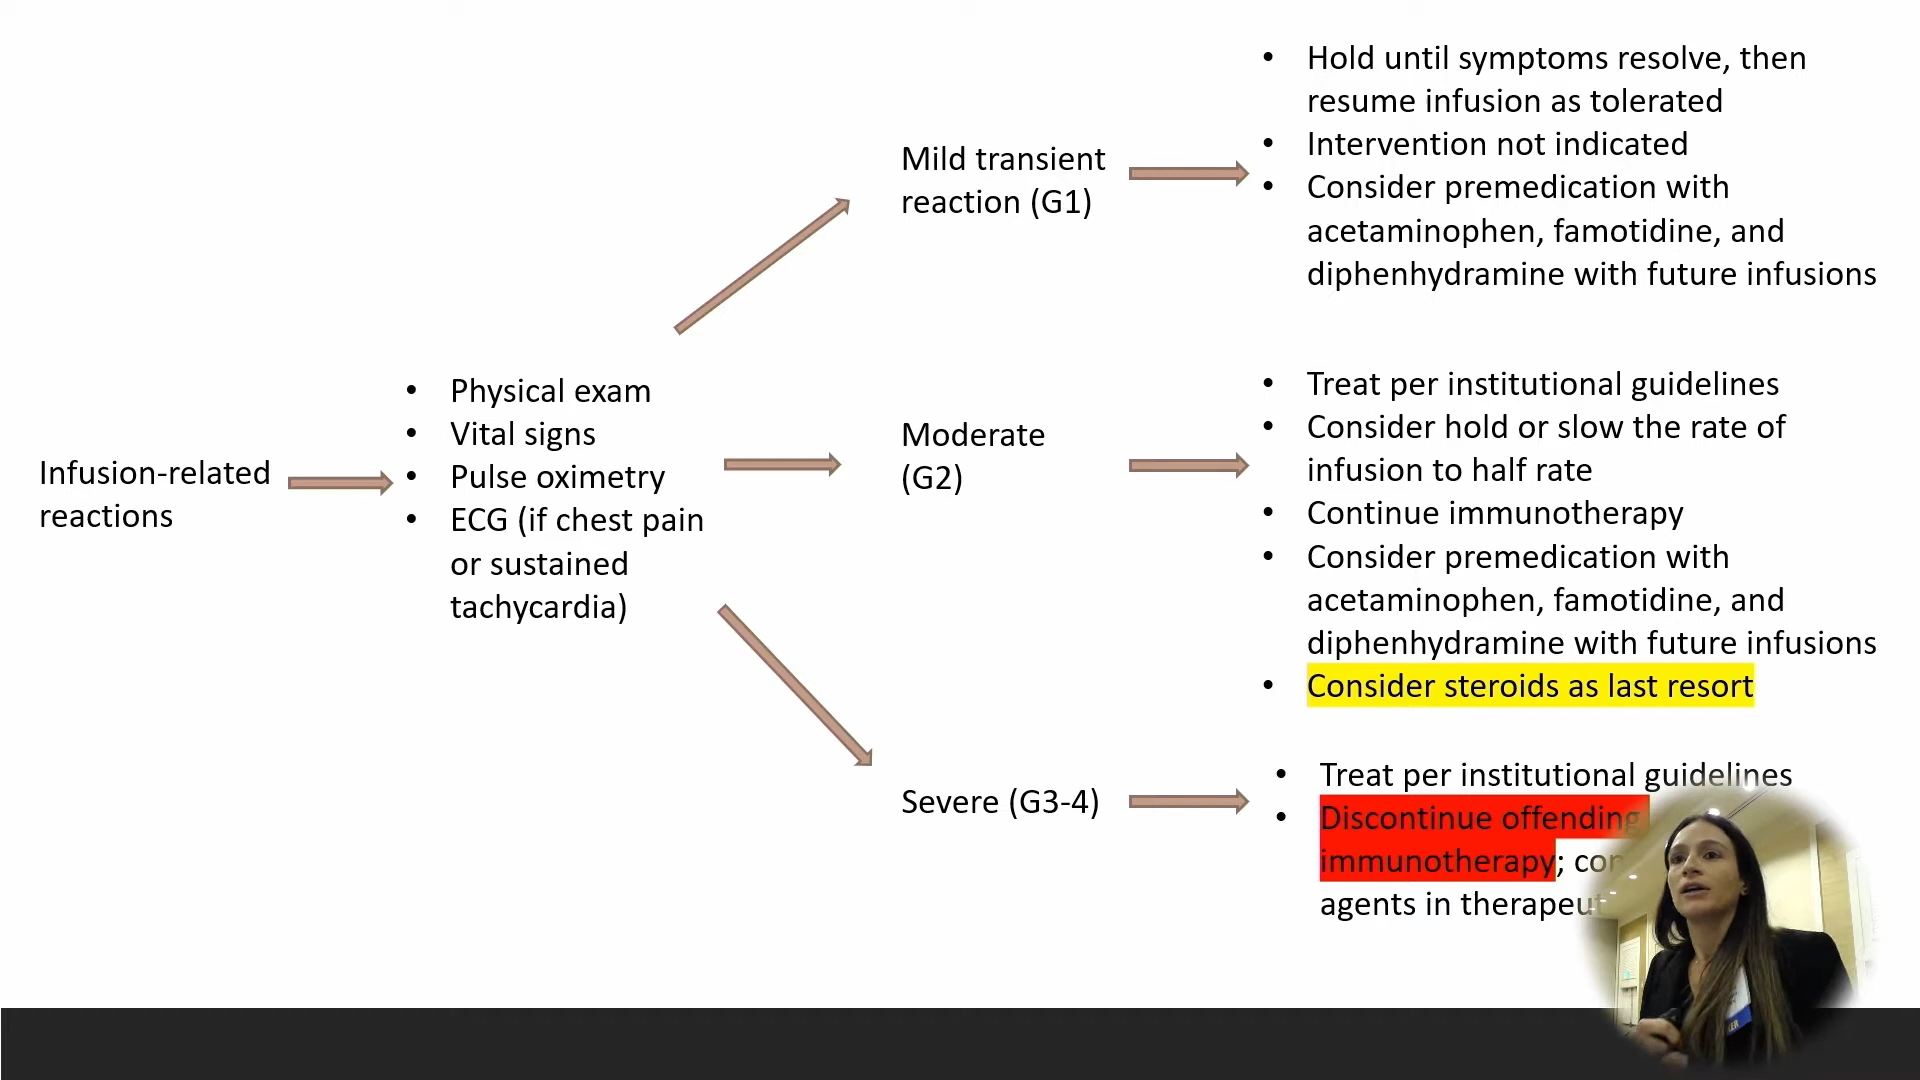 Infusion-related
reactions
• Physical exam
• Vital signs
• Pulse oximetry
• ECG (if chest pain
or sustained
tachycardia)
Mild transient
reaction (G1)
• Hold until symptoms resolve, then
resume infusion as tolerated
• Intervention not indicated
• Consider premedication with
acetaminophen, famotidine, and
diphenhydramine with future infusions
Moderate
(G2)
• Treat per institutional guidelines
• Consider hold or slow the rate of
infusion to half rate
• Continue immunotherapy
• Consider premedication with
acetaminophen, famotidine, and
diphenhydramine with future infusions
• Consider steroids as last resort
Severe (G3-4)
• Treat per institutional guidelines
• Discontinue offending
immunotherapy;
agents in